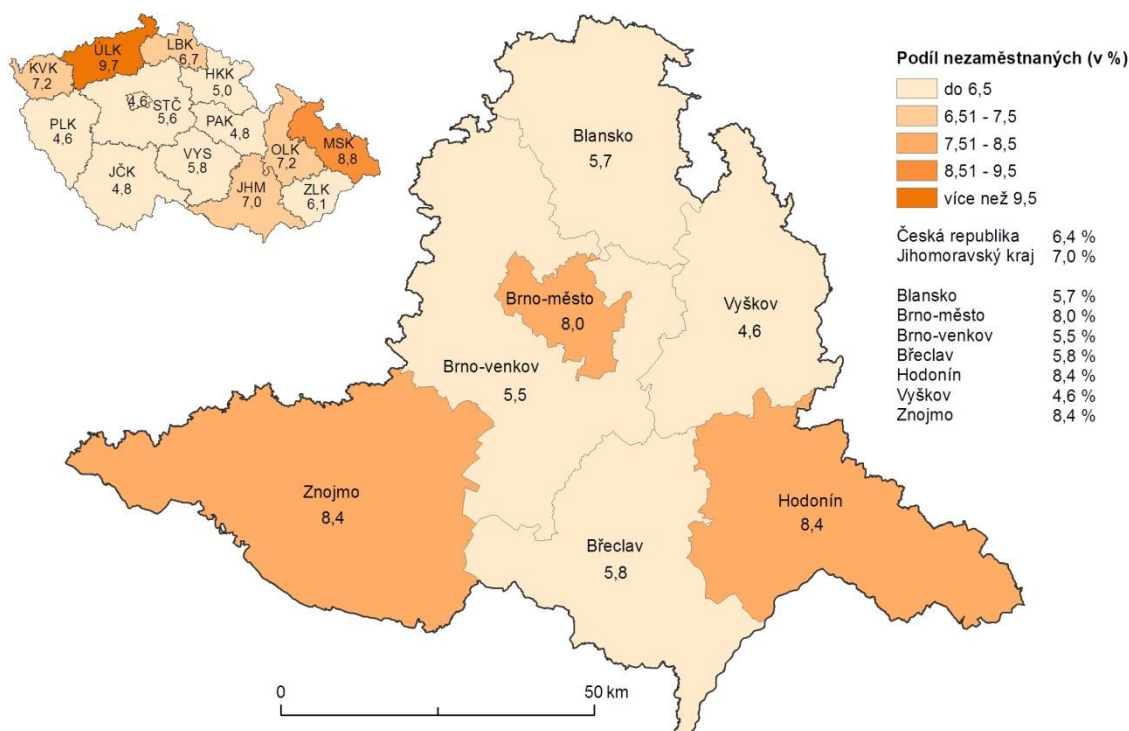 ÚLK
9,7
LBK
6,7
KVK
7,2
HKK
5,0
4,6
STČ
5,6
PAK
4,8
PLK
4,6
MSK
8,8
OLK
7,2
VYS
5,8
JČK
4,8
JHM
7,0
ZLK
6,1
Blansko
5,7
Brno-město
8,0
Vyškov
4,6
Brno-venkov
5,5
Znojmo
8,4
Hodonín
8,4
Břeclav
5,8
0 50 km
Podíl nezaměstnaných (v %)
do 6,5
6,51 - 7,5
7,51 - 8,5
8,51 - 9,5
více než 9,5
Česká republika 6,4 %
Jihomoravský kraj 7,0 %
Blansko 5,7 %
Brno-město 8,0 %
Brno-venkov 5,5 %
Břeclav 5,8 %
Hodonín 8,4 %
Vyškov 4,6 %
Znojmo 8,4 %